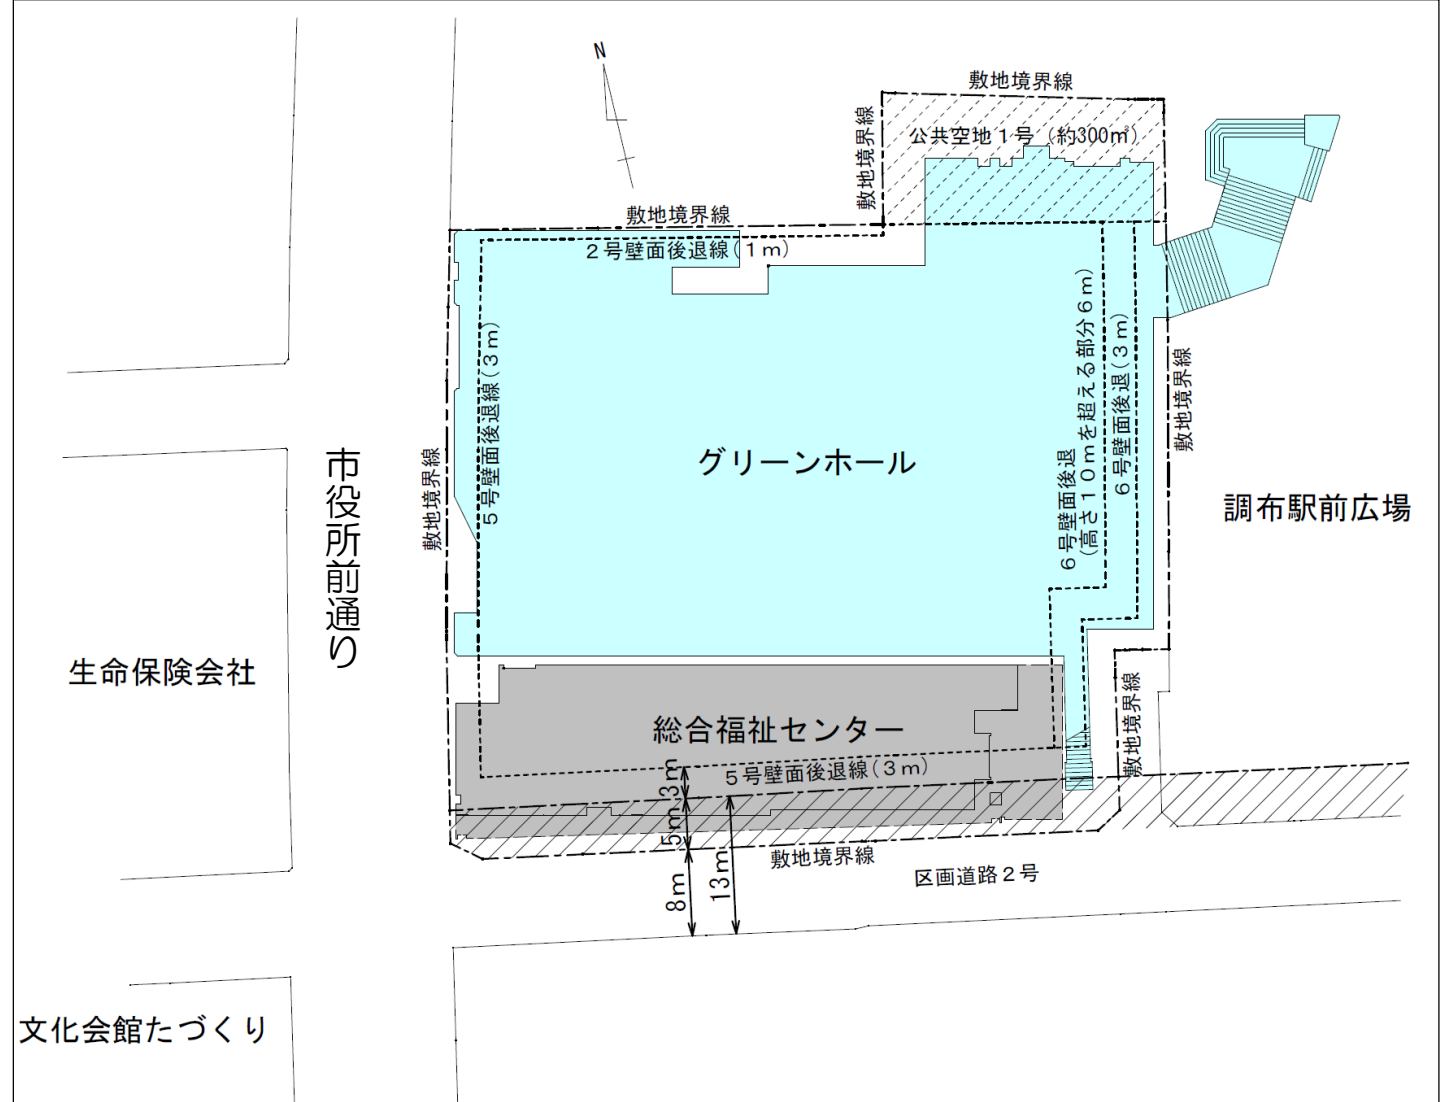 N
敷地境界線
敷地境界線
公共空地１号（約300㎡）
敷地境界線
２号壁面後退線（１ｍ）
５号壁面後退線（３ｍ）
６号壁面後退
（高さ１０ｍを超える部分６ｍ）
６号壁面後退（３ｍ）
敷地境界線
敷地境界線
グリーンホール
調布駅前広場
市役所前通り
生命保険会社
総合福祉センター
敷地境界線
５号壁面後退線（３ｍ）
3m
5m
8m
13m
敷地境界線
区画道路２号
文化会館たづくり